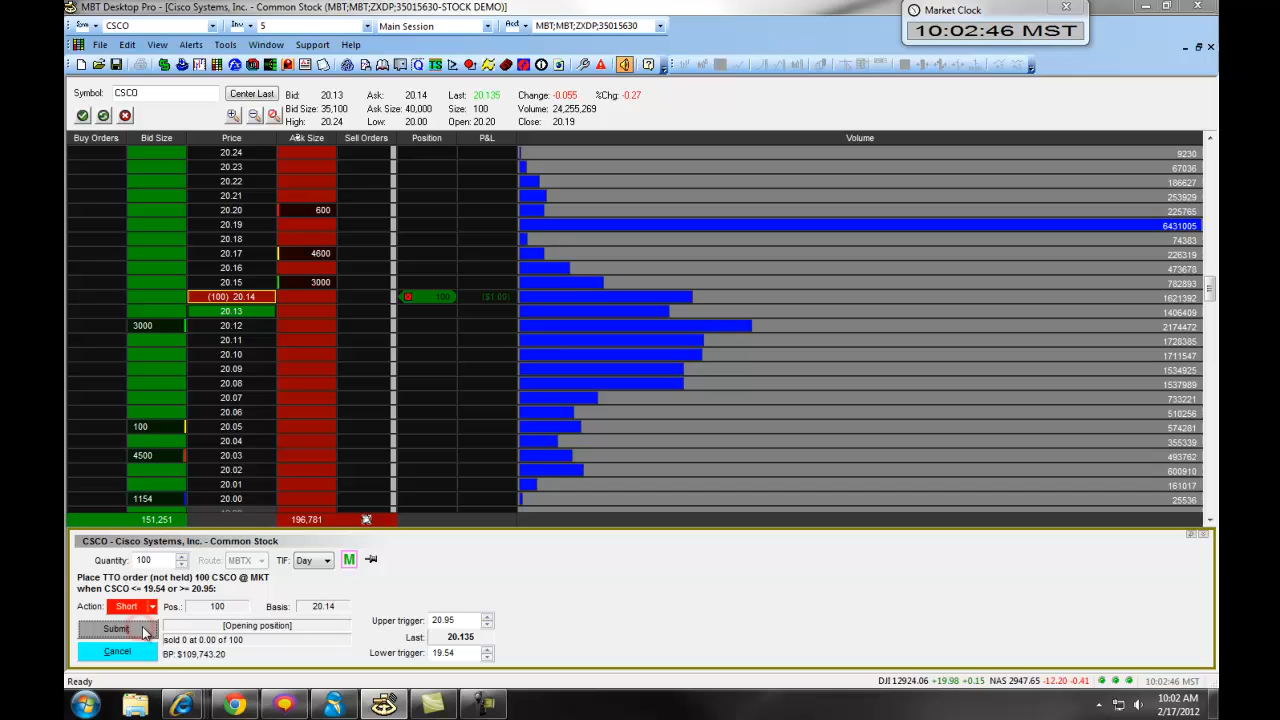 MBT Desktop Pro - [Cisco Systems, Inc. - Common Stock (MBT;MBT;ZXDP;35015630-STOCK DEMO)]
Market Clock
10:02:46 MST
Sym CSCO Inv 5 Main Session Acct MBT;MBT;ZXDP;35015630
File Edit View Alerts Tools Window Support Help
Symbol: CSCO Center Last Bid: 20.13 Ask: 20.14 Last: 20.135 Change: -0.055 %Chg: -0.27
Bid Size: 35,100 Ask Size: 40,000 Size: 100 Volume: 24,255,269
High: 20.24 Low: 20.00 Open: 20.20 Close: 20.19
Buy Orders Bid Size Price Ask Size Sell Orders Position P&L Volume
20.24 9230
20.23 67036
20.22 186627
20.21 253929
20.20 600 225765
20.19 6431005
20.18 74383
20.17 4600 226319
20.16 473678
20.15 3000 782893
(100) 20.14 100 1621392
20.13 1406409
3000 20.12 2174472
20.11 1728385
20.10 1711547
20.09 1534925
20.08 1537989
20.07 733221
20.06 510256
100 20.05 574281
20.04 355339
4500 20.03 493762
20.02 600910
20.01 161017
1154 20.00 25536
151,251 196,781
CSCO - Cisco Systems, Inc. - Common Stock
Quantity: 100 Route: MBTX TIF: Day M
Place TTO order (not held) 100 CSCO @ MKT
when CSCO <= 19.54 or >= 20.95:
Action: Short Pos.: 100 Basis: 20.14
Upper trigger: 20.95
Submit [Opening position]
Last: 20.135
sold 0 at 0.00 of 100
Cancel BP: $109,743.20
Lower trigger: 19.54
Ready DJI 12924.06 +19.98 +0.15 NAS 2947.65 -12.20 -0.41 10:02:46 MST
10:02 AM
2/17/2012